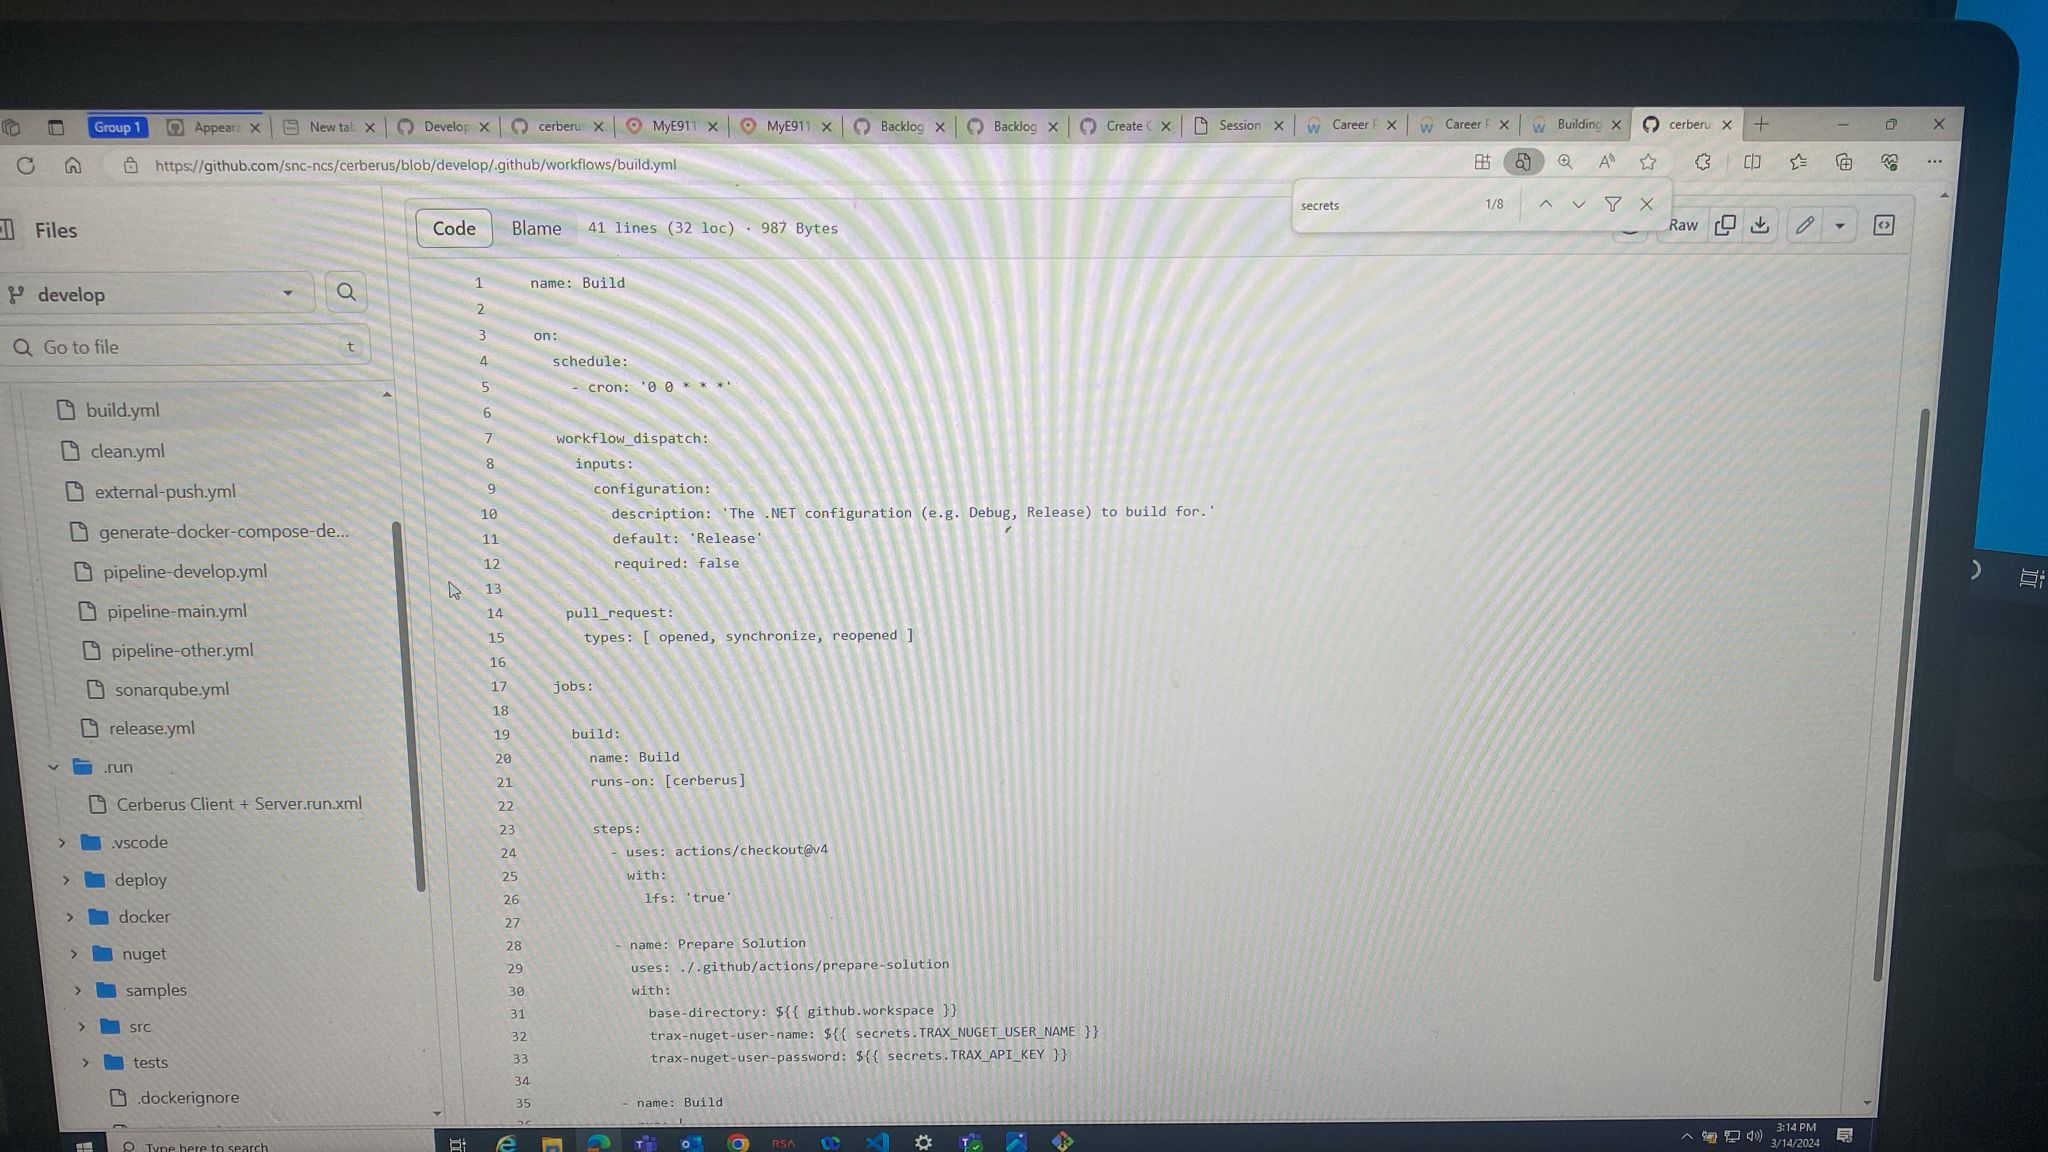 Group 1
Appear
New tab
Develop
cerberu
MyE911
MyE911
Backlog
Backlog
Create
Session
Career
Career
Building
cerberu
https://github.com/snc-ncs/cerberus/blob/develop/.github/workflows/build.yml
secrets 1/8
Files
Code Blame 41 lines (32 loc) · 987 Bytes
Raw
develop
Go to file t
build.yml
clean.yml
external-push.yml
generate-docker-compose-de...
pipeline-develop.yml
pipeline-main.yml
pipeline-other.yml
sonarqube.yml
release.yml
.run
Cerberus Client + Server.run.xml
.vscode
deploy
docker
nuget
samples
src
tests
.dockerignore
1 name: Build
2
3 on:
4 schedule:
5 - cron: '0 0 * * *'
6
7 workflow_dispatch:
8 inputs:
9 configuration:
10 description: 'The .NET configuration (e.g. Debug, Release) to build for.'
11 default: 'Release'
12 required: false
13
14 pull_request:
15 types: [ opened, synchronize, reopened ]
16
17 jobs:
18
19 build:
20 name: Build
21 runs-on: [cerberus]
22
23 steps:
24 - uses: actions/checkout@v4
25 with:
26 lfs: 'true'
27
28 - name: Prepare Solution
29 uses: ./.github/actions/prepare-solution
30 with:
31 base-directory: ${{ github.workspace }}
32 trax-nuget-user-name: ${{ secrets.TRAX_NUGET_USER_NAME }}
33 trax-nuget-user-password: ${{ secrets.TRAX_API_KEY }}
34
35 - name: Build
Type here to search
RSA
3:14 PM
3/14/2024